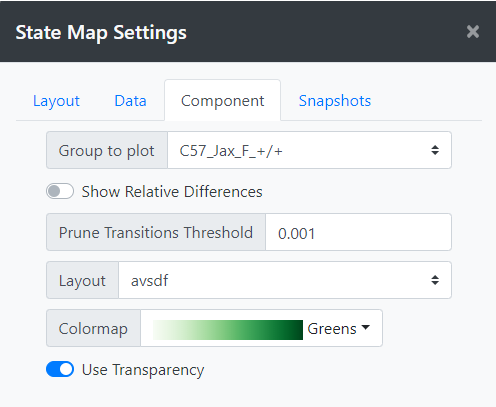 State Map Settings ×
Layout Data Component Snapshots
Group to plot C57_Jax_F_+/+
Show Relative Differences
Prune Transitions Threshold 0.001
Layout avsdf
Colormap Greens
Use Transparency